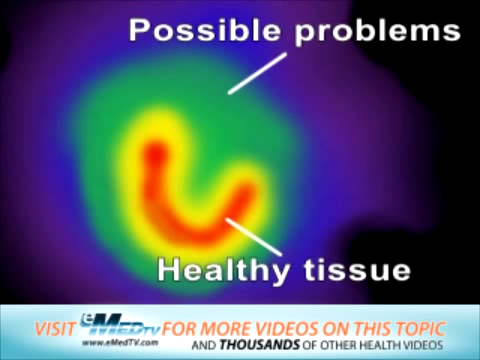 Possible problems
Healthy tissue
VISIT eMEDTV FOR MORE VIDEOS ON THIS TOPIC
www.eMedTV.com AND THOUSANDS OF OTHER HEALTH VIDEOS